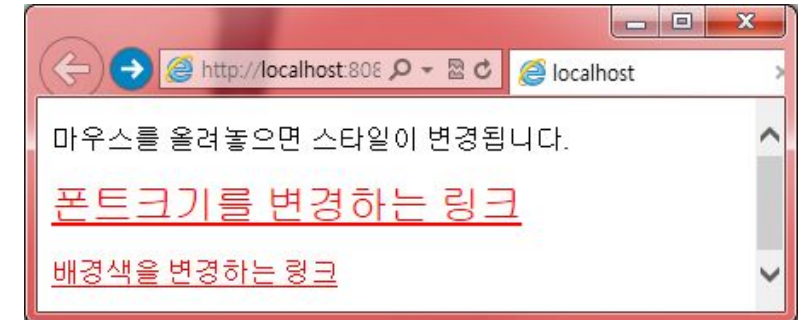 http://localhost:808
localhost
마우스를 올려놓으면 스타일이 변경됩니다.
폰트크기를 변경하는 링크
배경색을 변경하는 링크